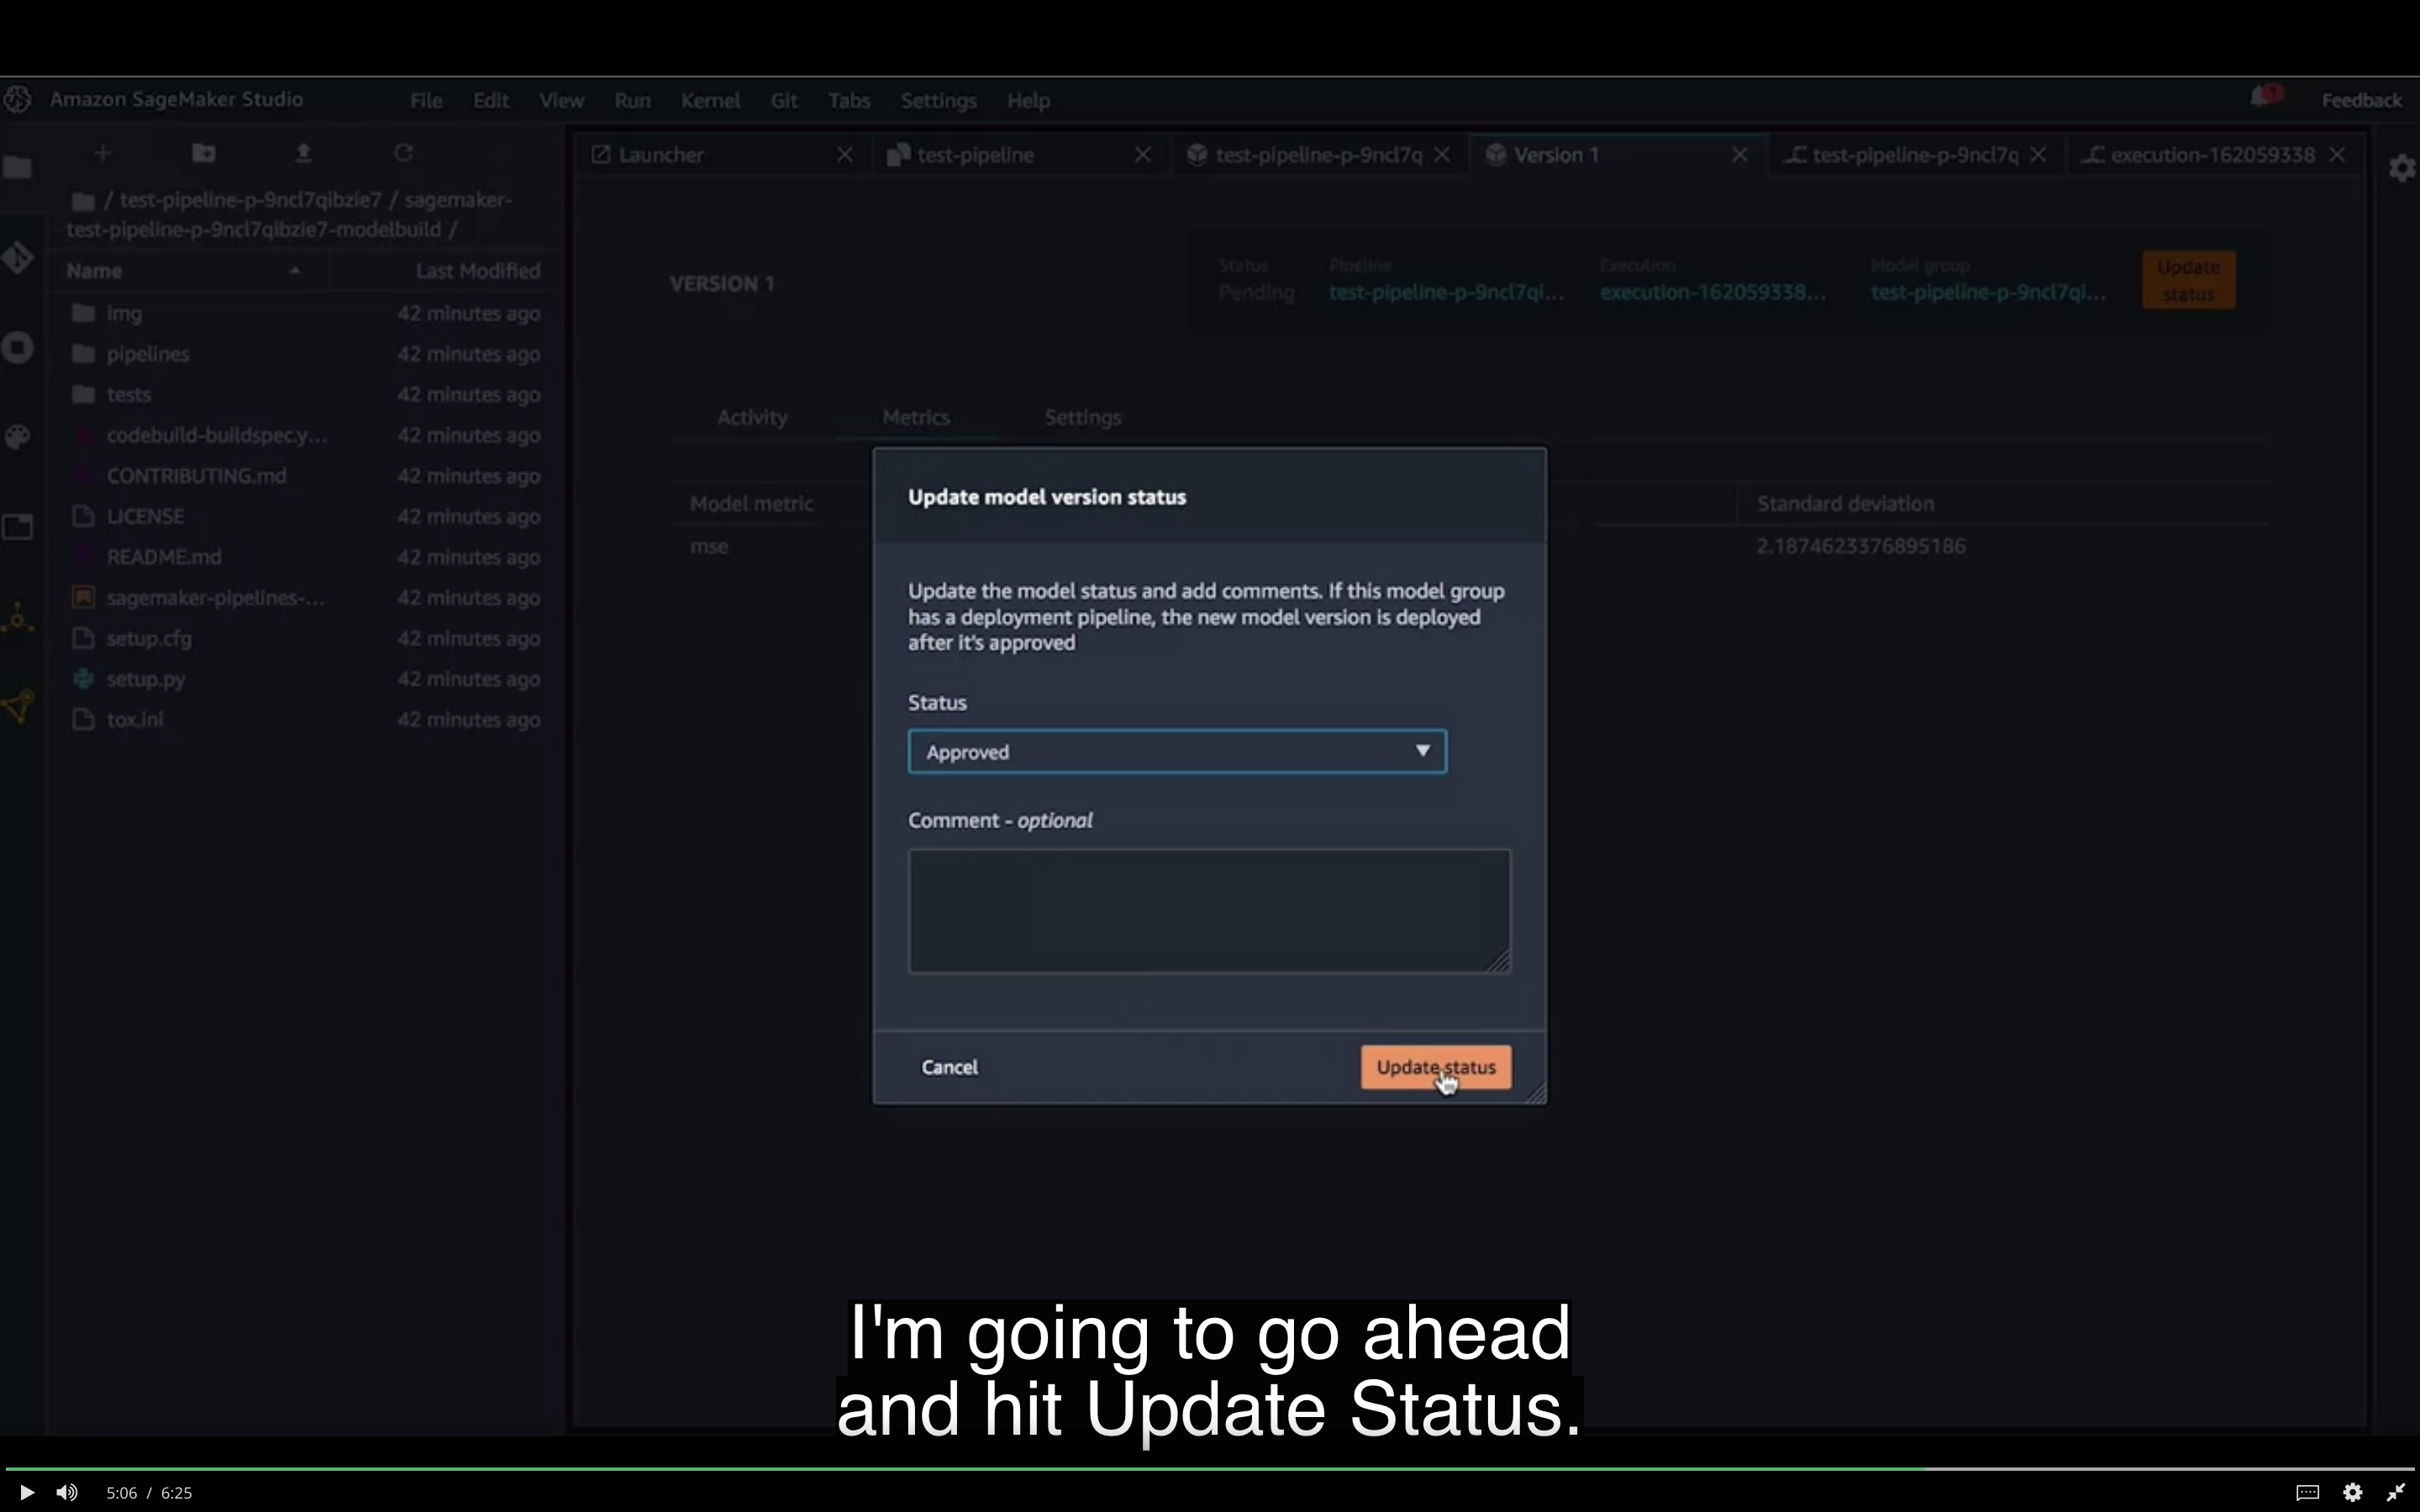 Amazon SageMaker Studio File Edit View Run Kernel Git Tabs Settings Help 1 Feedback
Launcher test-pipeline test-pipeline-p-9ncl7q Version 1 test-pipeline-p-9ncl7q execution-162059338
/ test-pipeline-p-9ncl7qibzie7 / sagemaker-
test-pipeline-p-9ncl7qibzie7-modelbuild /
Name Last Modified
img 42 minutes ago
pipelines 42 minutes ago
tests 42 minutes ago
codebuild-buildspec.y... 42 minutes ago
CONTRIBUTING.md 42 minutes ago
LICENSE 42 minutes ago
README.md 42 minutes ago
sagemaker-pipelines-... 42 minutes ago
setup.cfg 42 minutes ago
setup.py 42 minutes ago
tox.ini 42 minutes ago
VERSION 1
Status Pipeline Execution Model group
Pending test-pipeline-p-9ncl7qi... execution-162059338... test-pipeline-p-9ncl7qi...
Update
status
Activity Metrics Settings
Model metric Standard deviation
mse 2.1874623376895186
Update model version status
Update the model status and add comments. If this model group
has a deployment pipeline, the new model version is deployed
after it's approved
Status
Approved
Comment - optional
Cancel Update status
I'm going to go ahead
and hit Update Status.
5:06 / 6:25